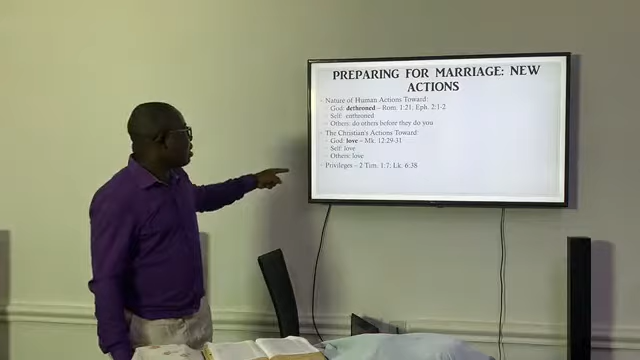 PREPARING FOR MARRIAGE: NEW
ACTIONS
Nature of Human Actions Toward:
God: dethroned – Rom. 1:21; Eph. 2:1-2
Self: enthroned
Others: do others before they do you
The Christian's Actions Toward:
God: love – Mk. 12:29-31
Self: love
Others: love
Privileges – 2 Tim. 1:7; Lk. 6:38